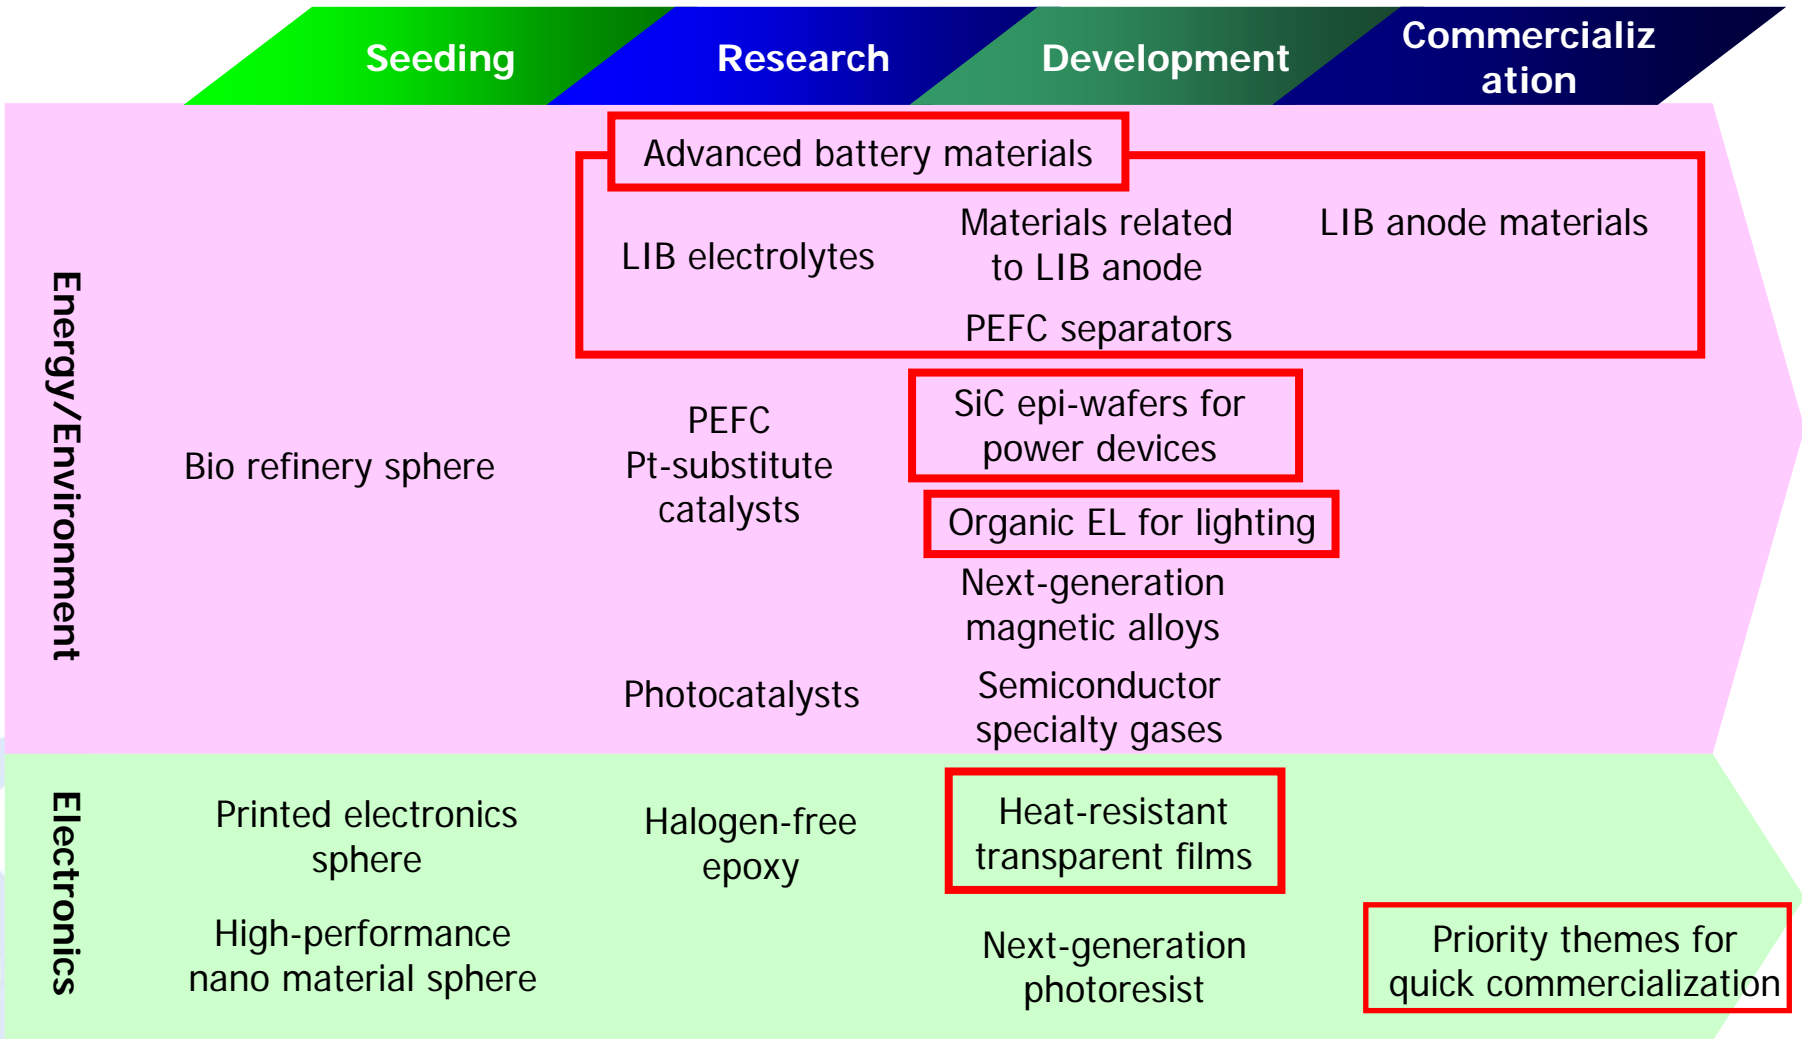 Seeding
Research
Development
Commercializ
ation
Energy/Environment
Advanced battery materials
LIB electrolytes
Materials related
to LIB anode
LIB anode materials
PEFC separators
Bio refinery sphere
PEFC
Pt-substitute
catalysts
SiC epi-wafers for
power devices
Organic EL for lighting
Next-generation
magnetic alloys
Photocatalysts
Semiconductor
specialty gases
Electronics
Printed electronics
sphere
Halogen-free
epoxy
Heat-resistant
transparent films
High-performance
nano material sphere
Next-generation
photoresist
Priority themes for
quick commercialization